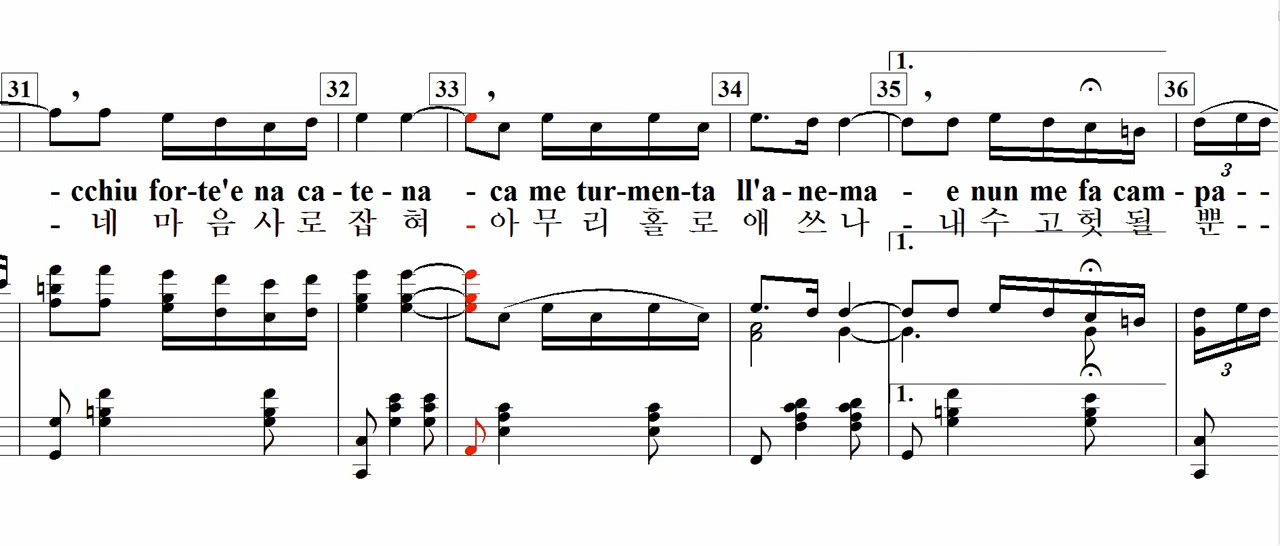 31 32 33 34 35 36
1.
- cchiu for-te'e na ca - te - na - ca me tur-men-ta ll'a - ne-ma - e nun me fa cam - pa - -
- 네 마 음 사 로 잡 혀 - 아 무 리 홀 로 애 쓰 나 - 내 수 고 헛 될 뿐 - -
1.
3
3
1.